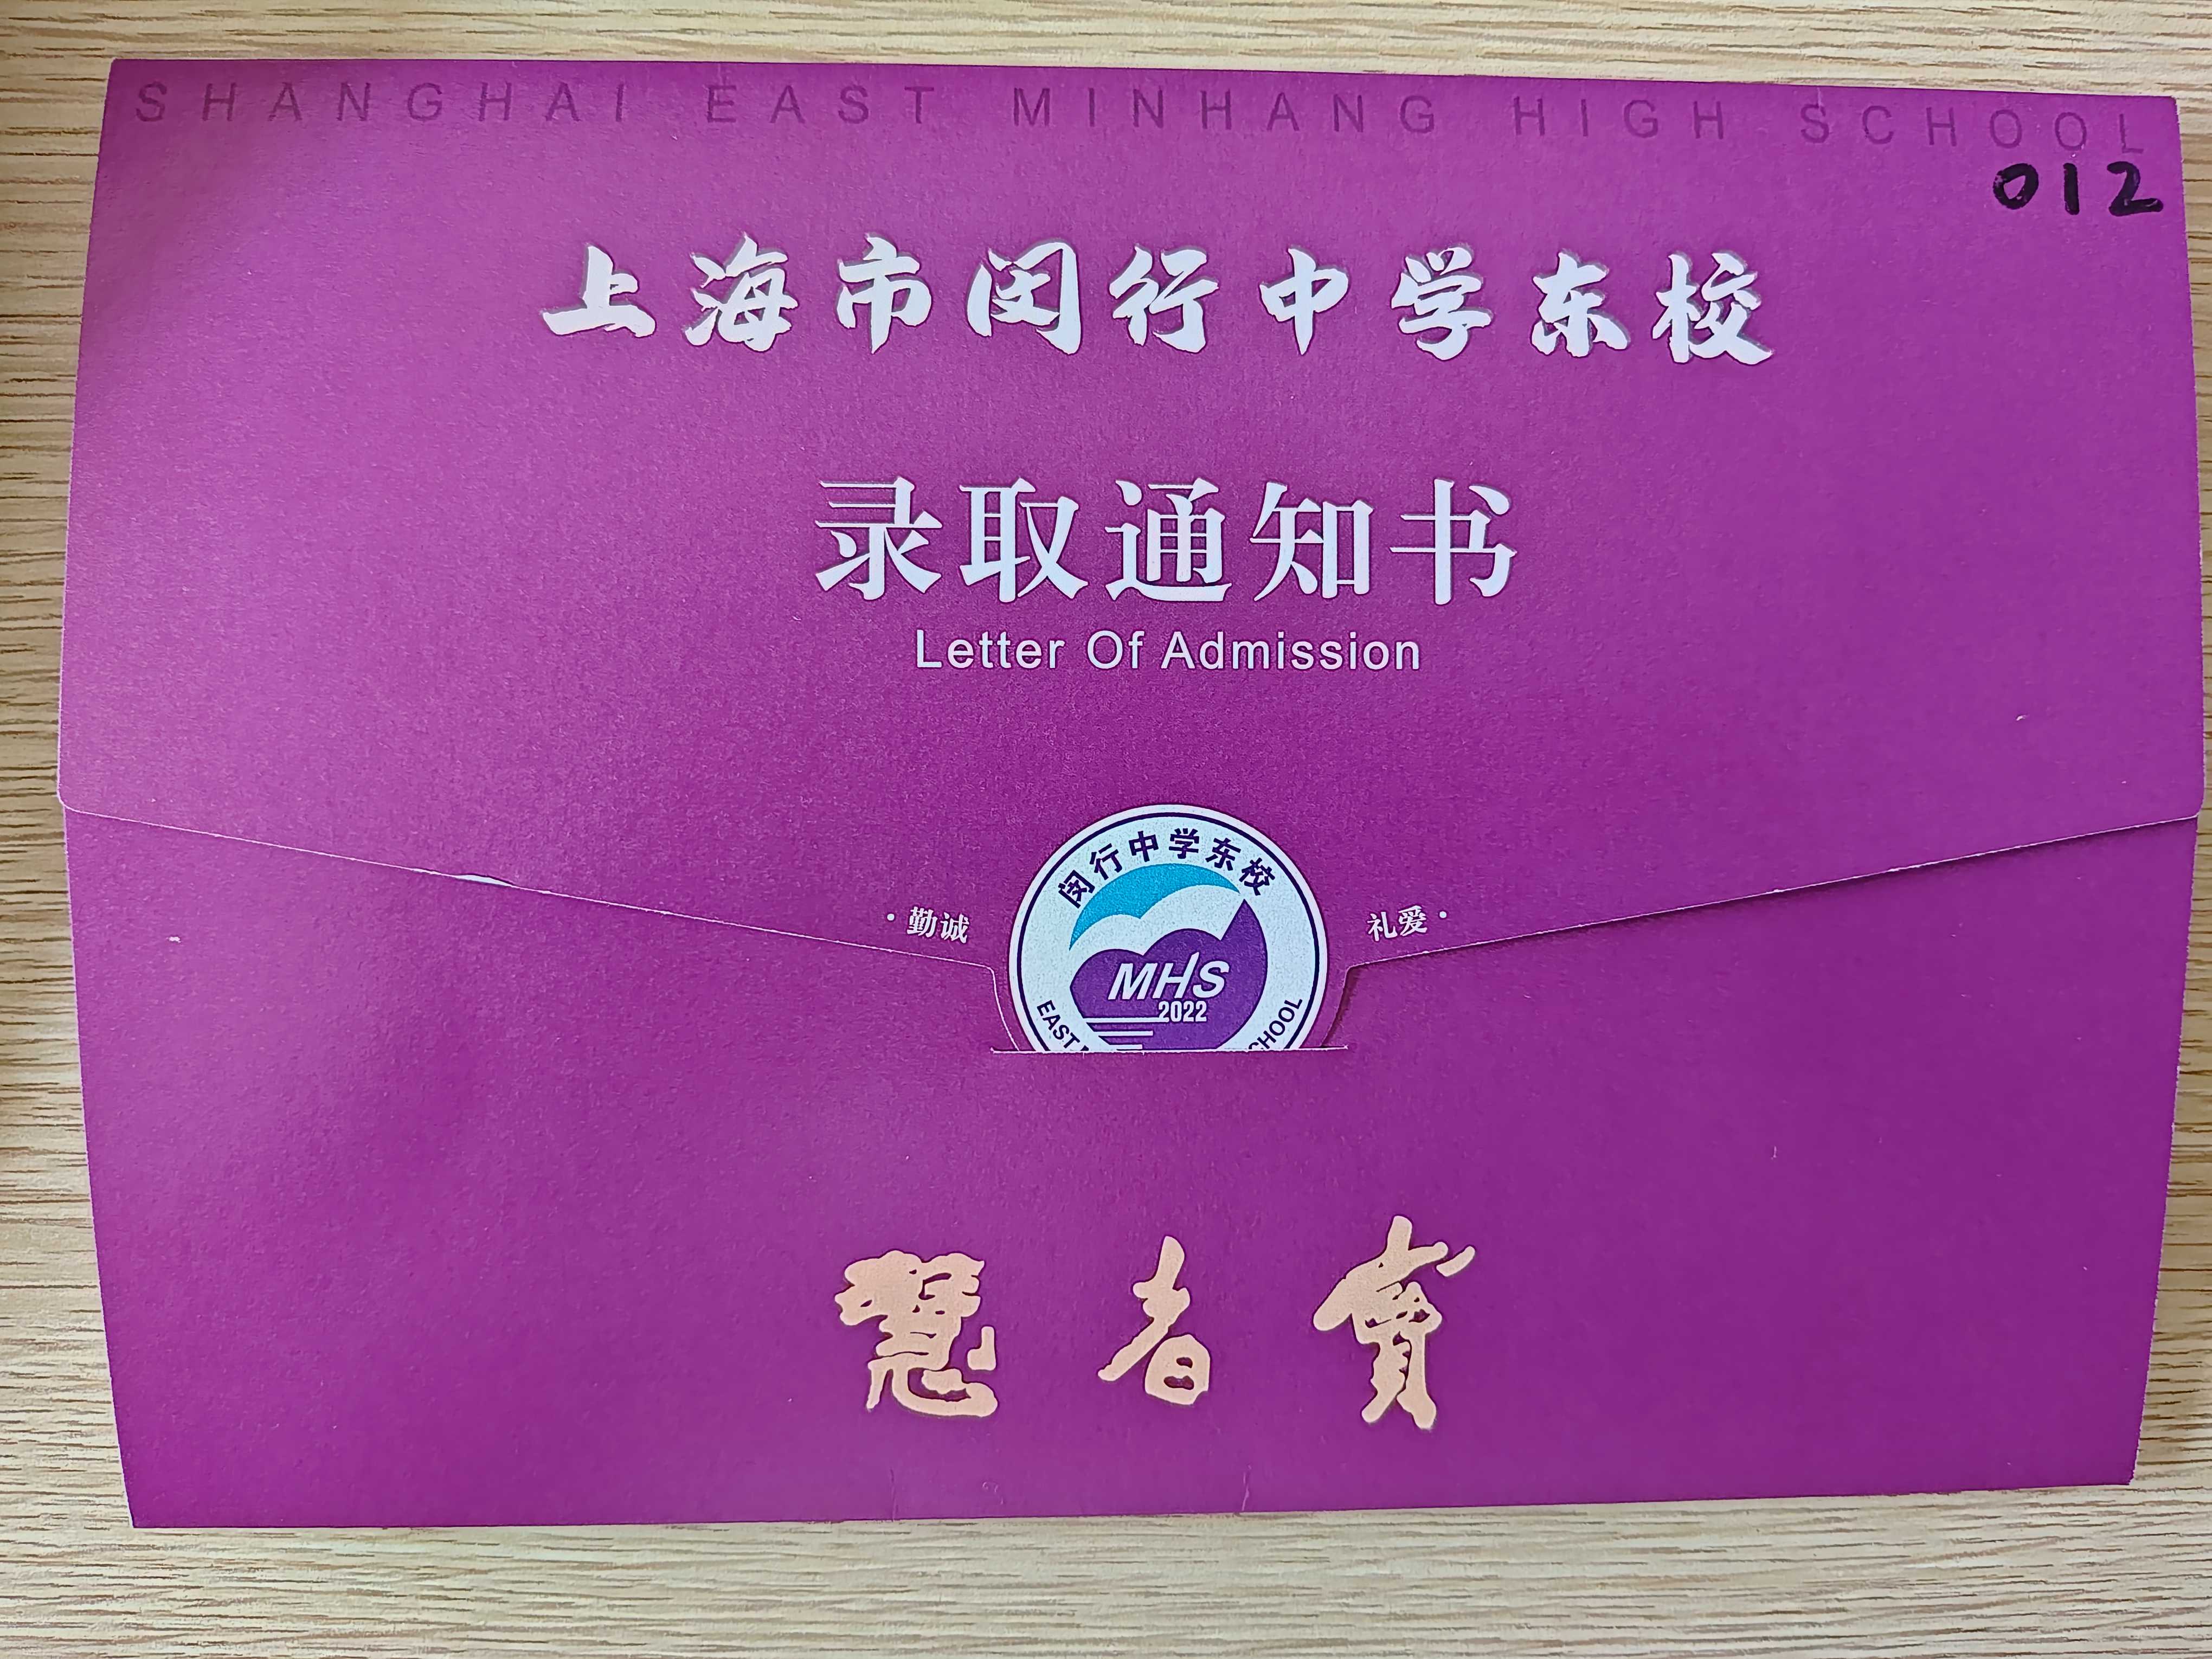 SHANGHAI EAST MINHANG HIGH SCHOOL
012
上海市闵行中学东校
录取通知书
Letter Of Admission
闵行中学东校
·勤诚 礼爱·
MHS
2022
EAST CHOOL
慧者寶